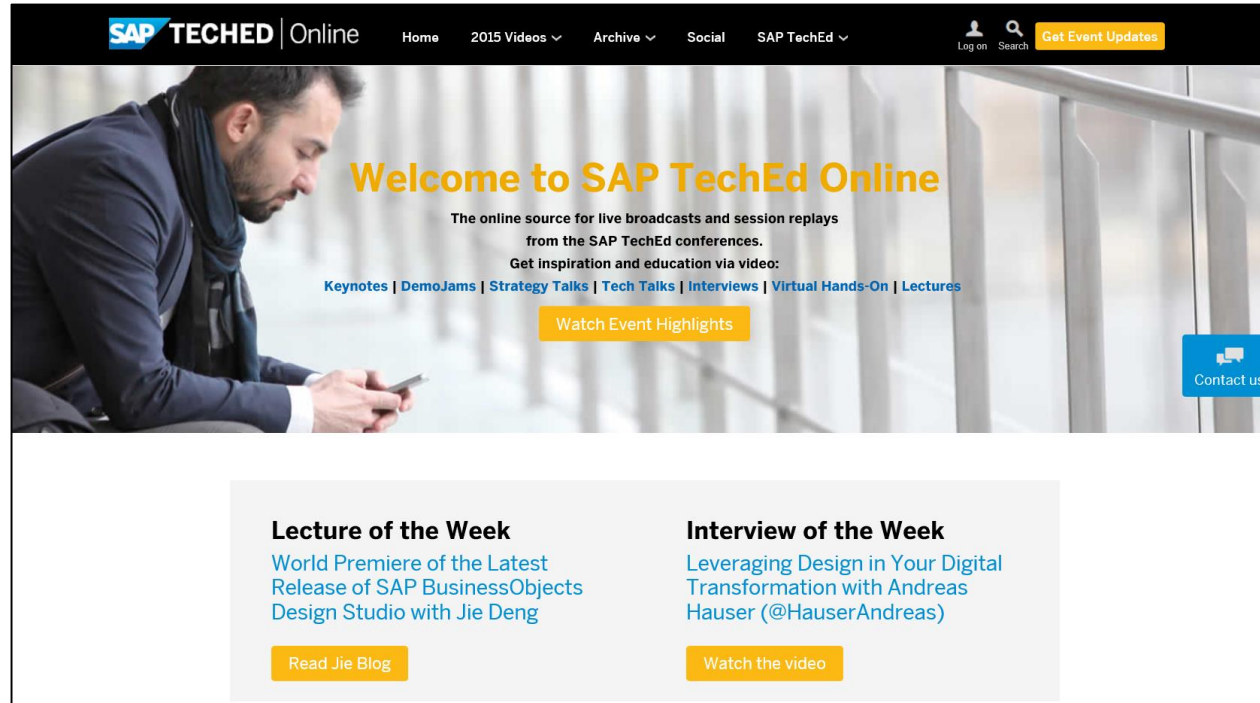 SAP TECHED | Online
Home 2015 Videos Archive Social SAP TechEd
Log on Search Get Event Updates
Welcome to SAP TechEd Online
The online source for live broadcasts and session replays
from the SAP TechEd conferences.
Get inspiration and education via video:
Keynotes | DemoJams | Strategy Talks | Tech Talks | Interviews | Virtual Hands-On | Lectures
Watch Event Highlights
Contact us
Lecture of the Week
World Premiere of the Latest
Release of SAP BusinessObjects
Design Studio with Jie Deng
Read Jie Blog
Interview of the Week
Leveraging Design in Your Digital
Transformation with Andreas
Hauser (@HauserAndreas)
Watch the video